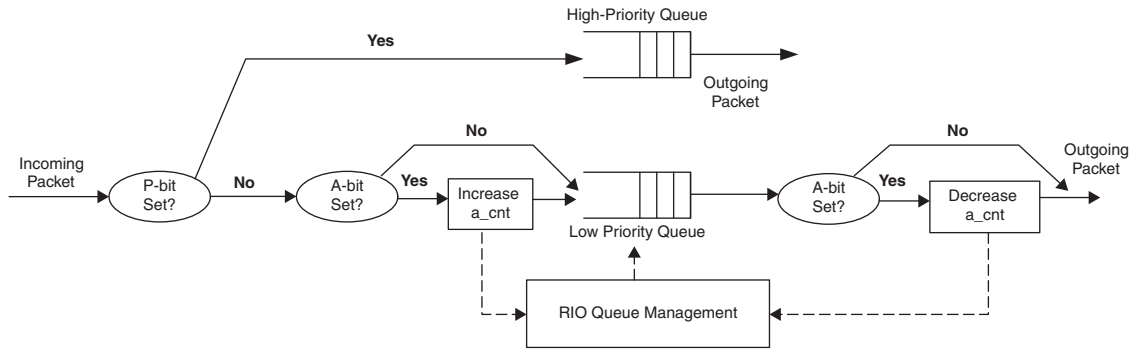 High-Priority Queue
Yes
Outgoing
Packet
Incoming
Packet
P-bit
Set?
No
A-bit
Set?
No
Yes
Increase
a_cnt
Low Priority Queue
A-bit
Set?
No
Yes
Decrease
a_cnt
Outgoing
Packet
RIO Queue Management